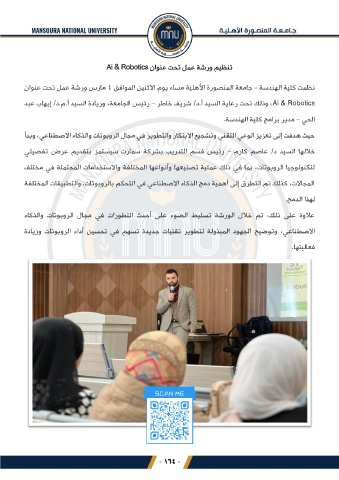 MANSOURA NATIONAL UNIVERSITY
جـامـعـة المنصـورة الأهليـة
تنظيم ورشة عمل تحت عنوان Ai & Robotics
نظمت كلية الهندسة - جامعة المنصورة الأهلية مساء يوم الاثنين الموافق ٤ مارس ورشة عمل تحت عنوان
Ai & Robotics، وذلك تحت رعاية السيد أ.د/ شريف خاطر – رئيس الجامعة، وريادة السيد أ.م.د/ إيهاب عبد
الحي – مدير برامج كلية الهندسة.
حيث هدفت إلى تعزيز الوعي التقني وتشجيع الابتكار والتطوير في مجال الروبوتات والذكاء الاصطناعي، وبدأ
خلالها السيد د/ عاصم كارم - رئيس قسم التدريب بشركة سمارت سيستمز بتقديم عرض تفصيلي
لتكنولوجيا الروبوتات، بما في ذلك عملية تصنيعها وأنواعها المختلفة والاستخدامات المحتملة في مختلف
المجالات، كذلك تم التطرق إلى أهمية دمج الذكاء الاصطناعي في التحكم بالروبوتات، والتطبيقات المختلفة
لهذا الدمج.
علاوة على ذلك، تم خلال الورشة تسليط الضوء على أحدث التطورات في مجال الروبوتات والذكاء
الاصطناعي، وتوضيح الجهود المبذولة لتطوير تقنيات جديدة تسهم في تحسين أداء الروبوتات وزيادة
فعاليتها.
SCAN ME
- ١٦٤ -